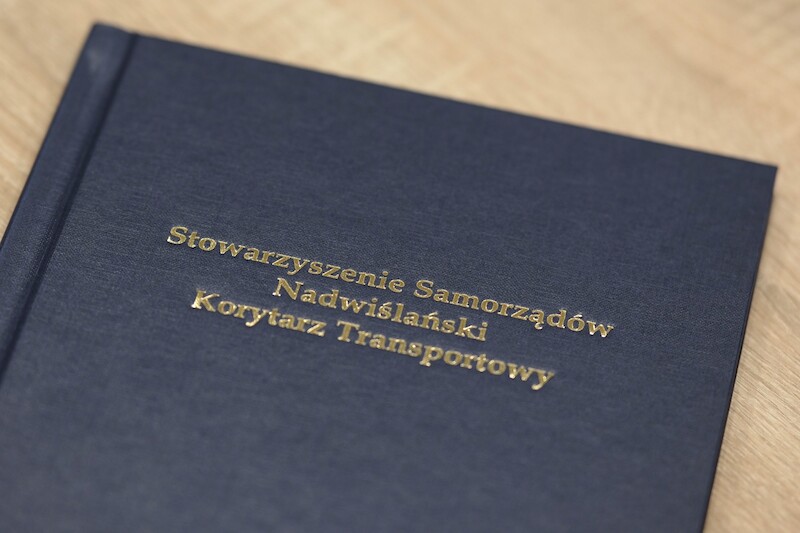 Stowarzyszenie Samorządów
Nadwiślański
Korytarz Transportowy